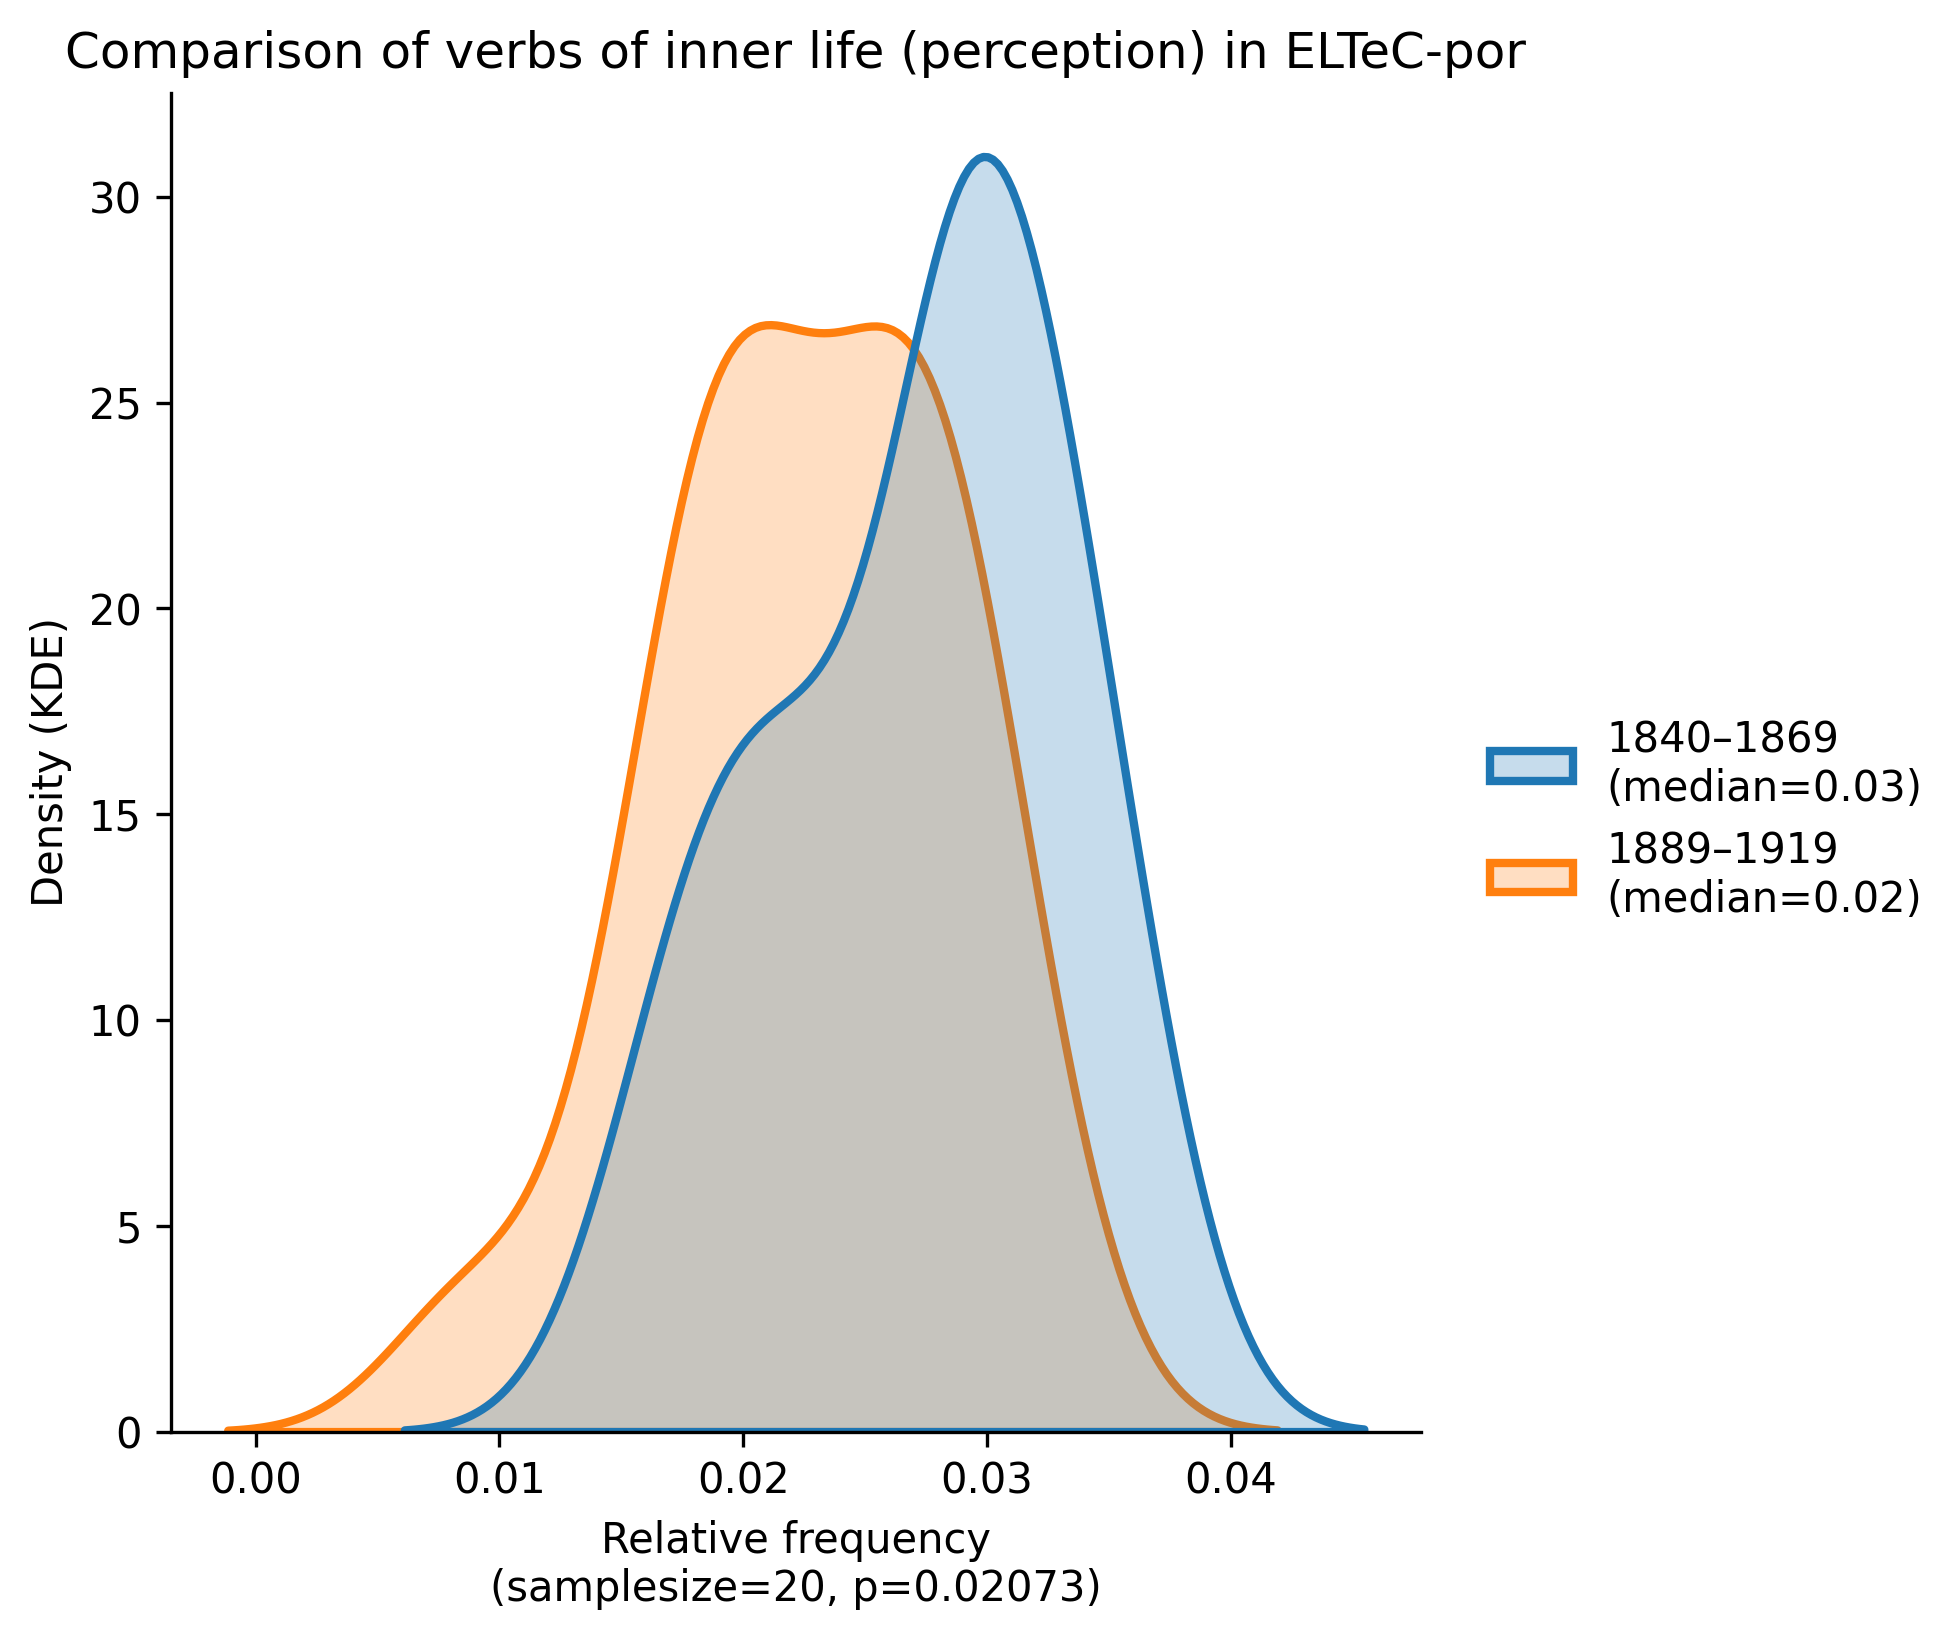 Comparison of verbs of inner life (perception) in ELTeC-por
Density (KDE)
30
25
20
15
10
5
0
0.00 0.01 0.02 0.03 0.04
Relative frequency
(samplesize=20, p=0.02073)
1840–1869
(median=0.03)
1889–1919
(median=0.02)